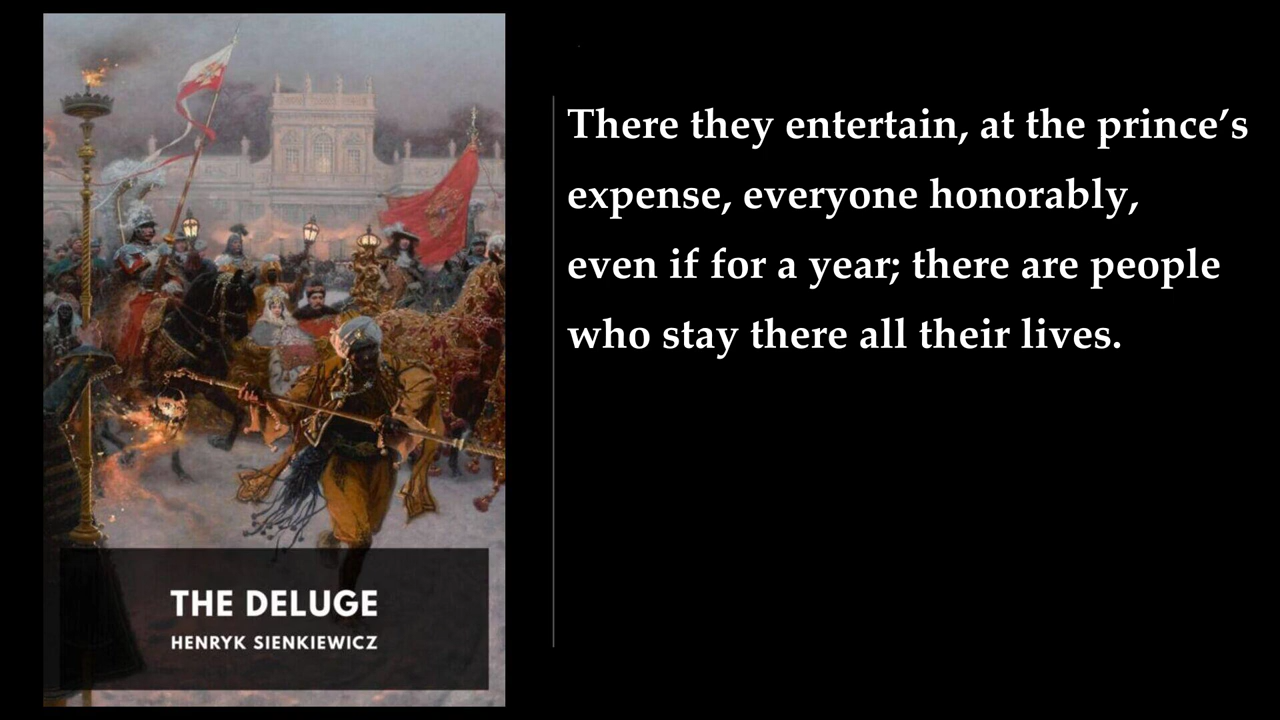 There they entertain, at the prince’s
expense, everyone honorably,
even if for a year; there are people
who stay there all their lives.
THE DELUGE
HENRYK SIENKIEWICZ